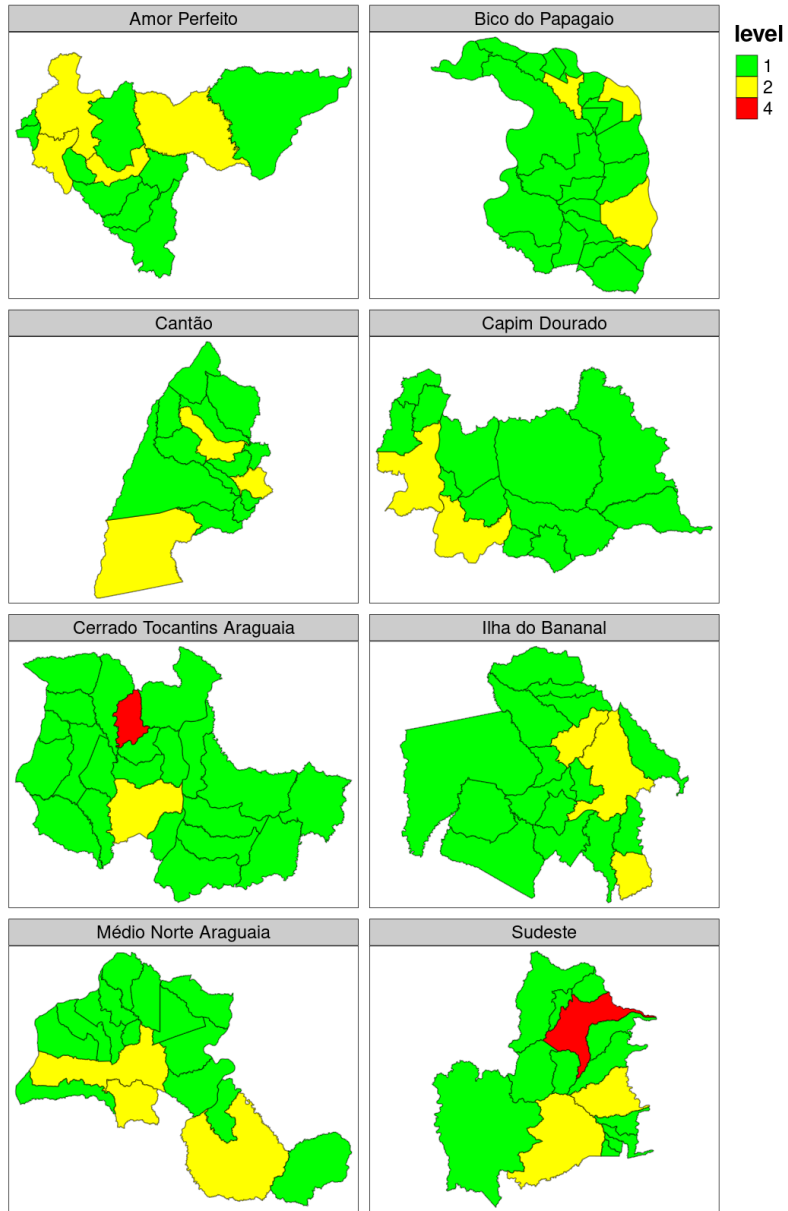 Amor Perfeito
Bico do Papagaio
level
1
2
4
Cantão
Capim Dourado
Cerrado Tocantins Araguaia
Ilha do Bananal
Médio Norte Araguaia
Sudeste